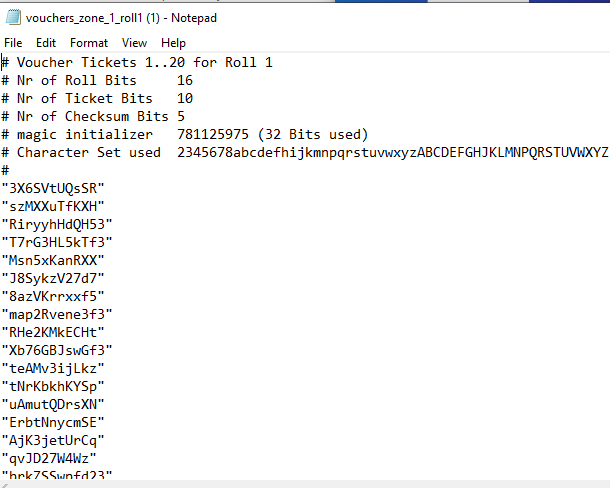 vouchers_zone_1_roll1 (1) - Notepad
File Edit Format View Help
# Voucher Tickets 1..20 for Roll 1
# Nr of Roll Bits 16
# Nr of Ticket Bits 10
# Nr of Checksum Bits 5
# magic initializer 781125975 (32 Bits used)
# Character Set used 2345678abcdefhijkmnpqrstuvwxyzABCDEFGHJKLMNPQRSTUVWXYZ
#
"3X6SVtUQsSR"
"szMXXuTfKXH"
"RiryyhHdQH53"
"T7rG3HL5kTf3"
"Msn5xKanRXX"
"J8SykzV27d7"
"8azVKrrxxf5"
"map2Rvene3f3"
"RHe2KMkECHt"
"Xb76GBJswGf3"
"teAMv3ijLkz"
"tNrKbkhKYSp"
"uAmutQDrsXN"
"ErbtNnycmSE"
"AjK3jetUrCq"
"qvJD27W4Wz"